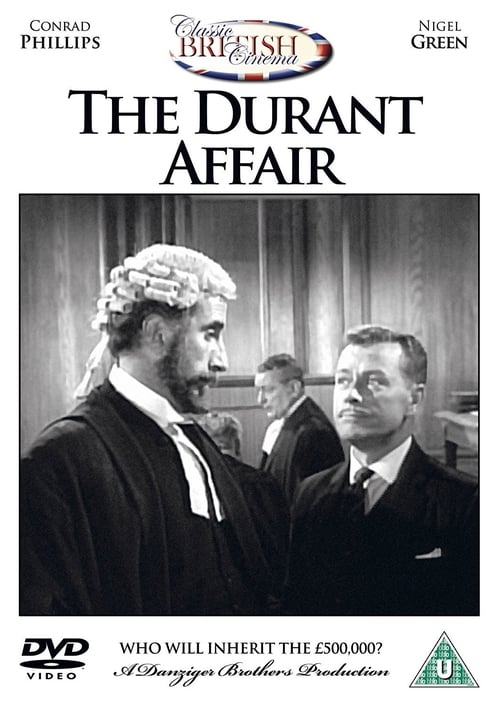 CONRAD
PHILLIPS
Classic
BRITISH
Cinema
NIGEL
GREEN
THE DURANT
AFFAIR
DVD
VIDEO
WHO WILL INHERIT THE £500,000?
A Danziger Brothers Production
U